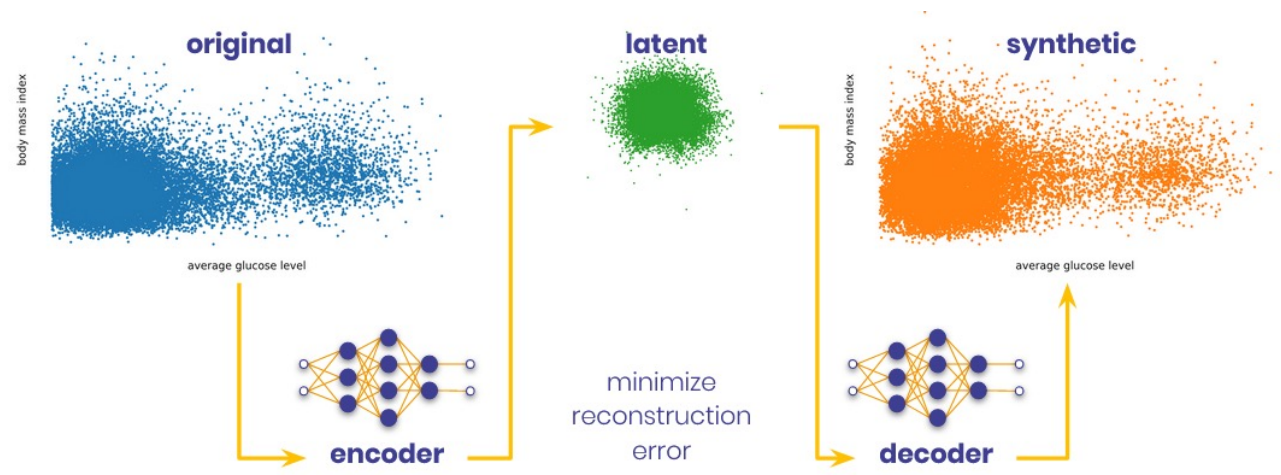 original
latent
synthetic
body mass index
body mass index
average glucose level
average glucose level
minimize
reconstruction
error
encoder
decoder